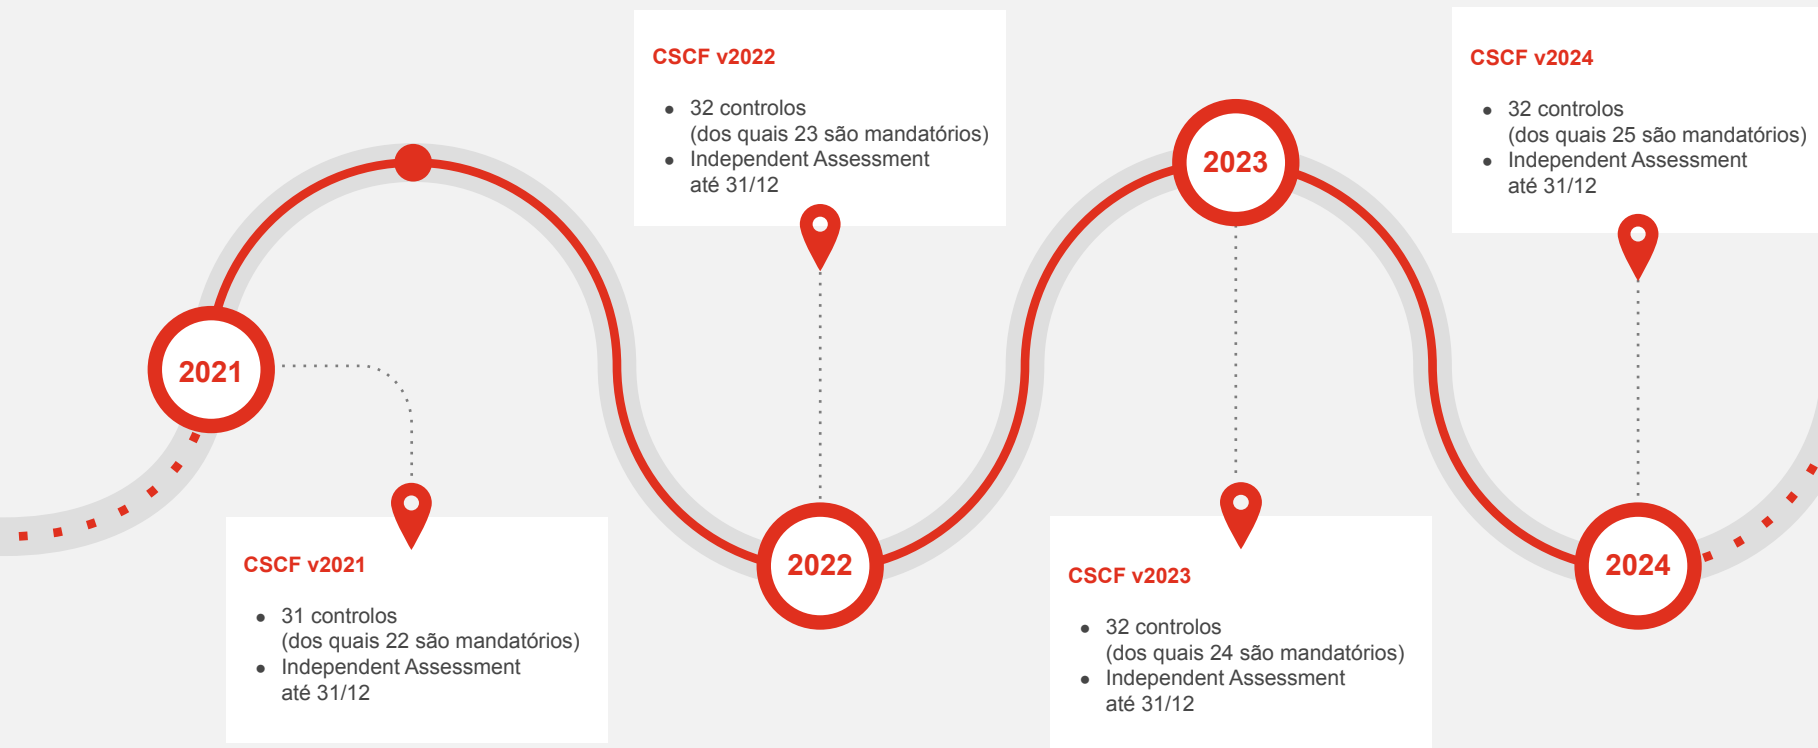 2021
CSCF v2021
● 31 controlos
(dos quais 22 são mandatórios)
● Independent Assessment
até 31/12
CSCF v2022
● 32 controlos
(dos quais 23 são mandatórios)
● Independent Assessment
até 31/12
2022
2023
CSCF v2023
● 32 controlos
(dos quais 24 são mandatórios)
● Independent Assessment
até 31/12
CSCF v2024
● 32 controlos
(dos quais 25 são mandatórios)
● Independent Assessment
até 31/12
2024